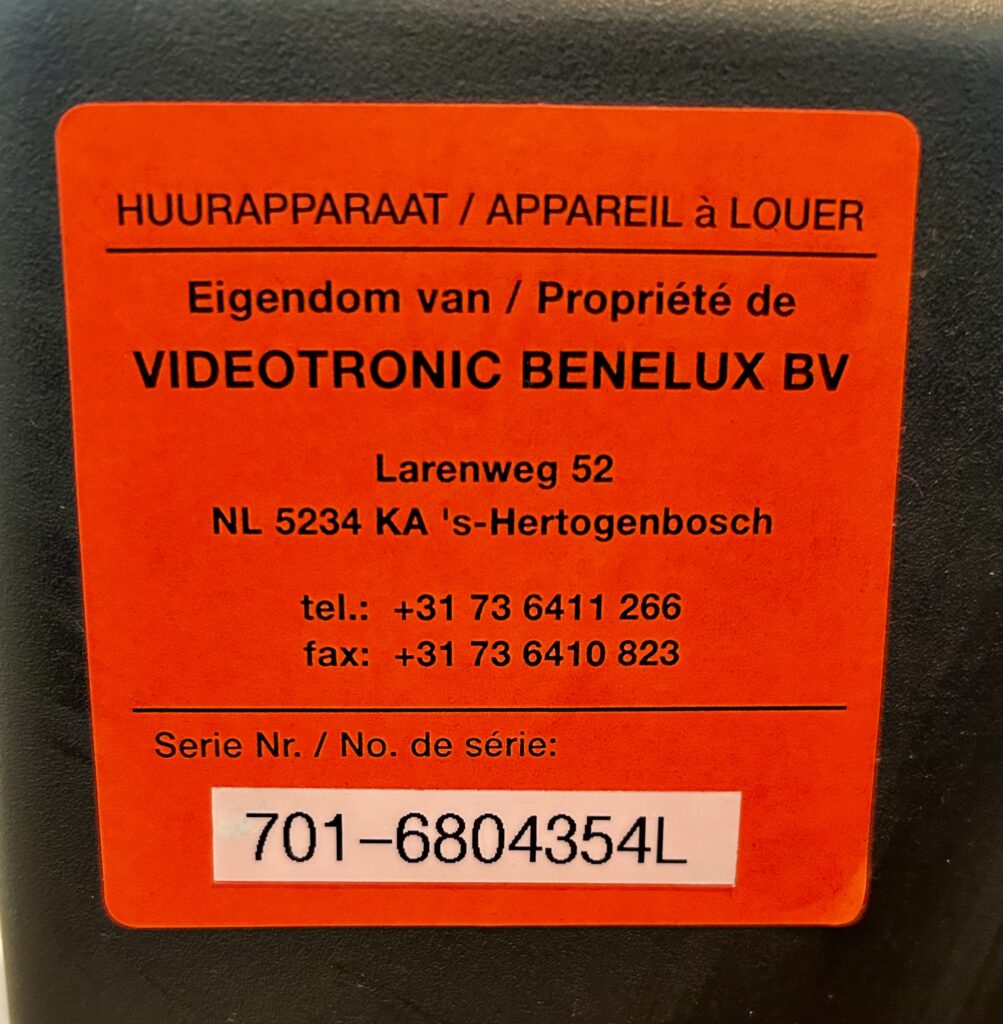 HUURAPPARAAT / APPAREIL à LOUER
Eigendom van / Propriété de
VIDEOTRONIC BENELUX BV
Larenweg 52
NL 5234 KA 's-Hertogenbosch
tel.: +31 73 6411 266
fax: +31 73 6410 823
Serie Nr. / No. de série:
701-6804354L